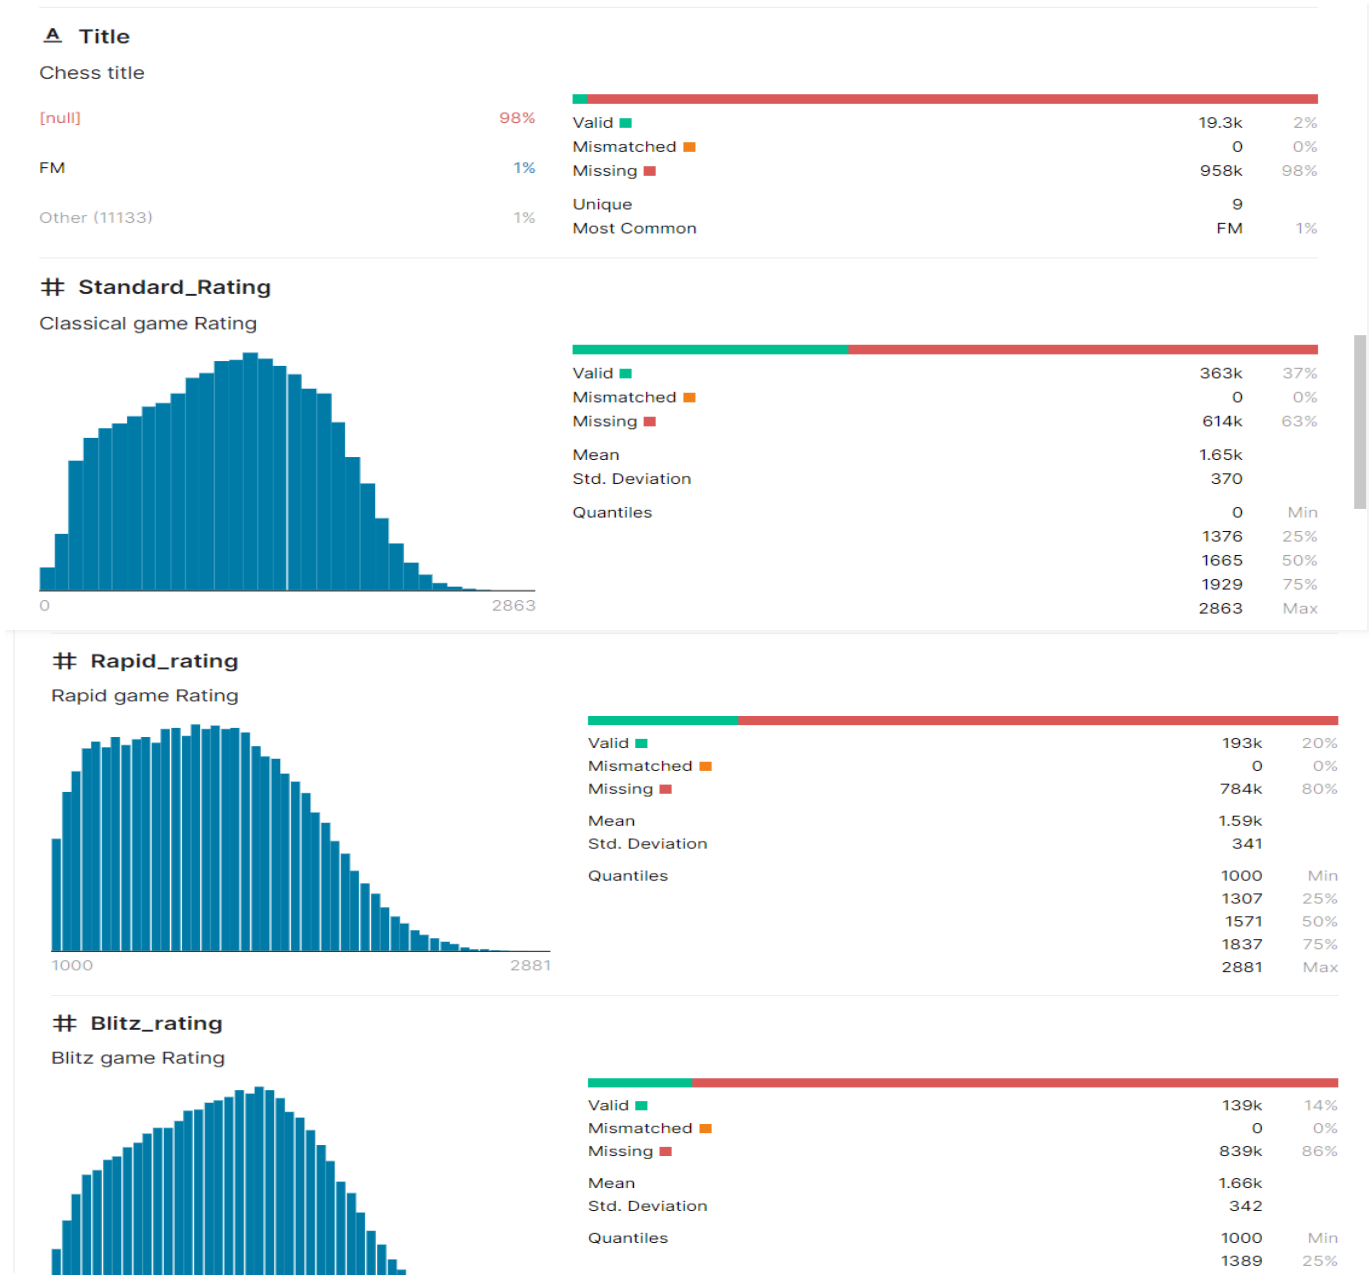 Title
Chess title
[null] 98%
FM 1%
Other (11133) 1%
Valid 19.3k 2%
Mismatched 0 0%
Missing 958k 98%
Unique 9
Most Common FM 1%
Standard_Rating
Classical game Rating
0 2863
Valid 363k 37%
Mismatched 0 0%
Missing 614k 63%
Mean 1.65k
Std. Deviation 370
Quantiles 0 Min
1376 25%
1665 50%
1929 75%
2863 Max
Rapid_rating
Rapid game Rating
1000 2881
Valid 193k 20%
Mismatched 0 0%
Missing 784k 80%
Mean 1.59k
Std. Deviation 341
Quantiles 1000 Min
1307 25%
1571 50%
1837 75%
2881 Max
Blitz_rating
Blitz game Rating
Valid 139k 14%
Mismatched 0 0%
Missing 839k 86%
Mean 1.66k
Std. Deviation 342
Quantiles 1000 Min
1389 25%